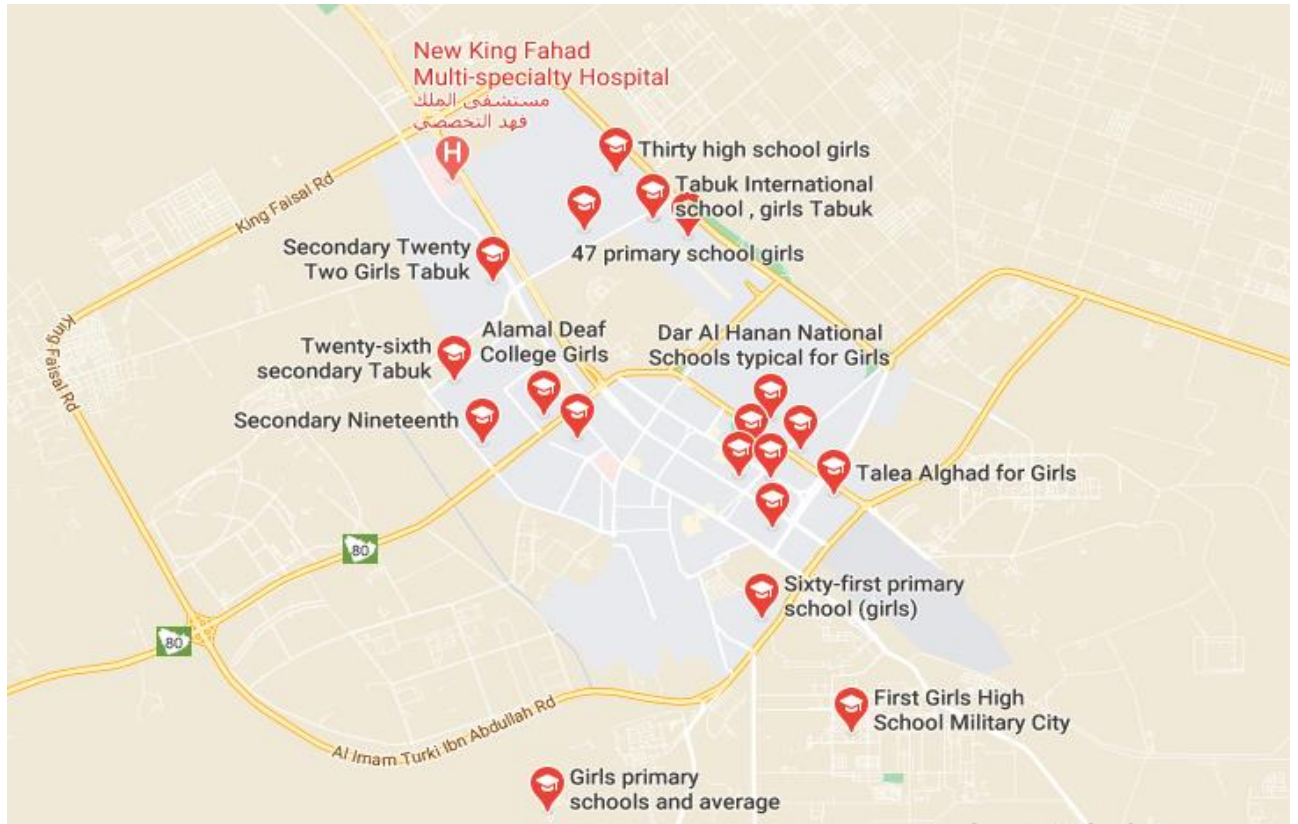 New King Fahad
Multi-specialty Hospital
مستشفى الملك
فهد التخصصي
H
Thirty high school girls
Tabuk International
school , girls Tabuk
King Faisal Rd
47 primary school girls
Secondary Twenty
Two Girls Tabuk
King Faisal Rd
Alamal Deaf
College Girls
Dar Al Hanan National
Schools typical for Girls
Twenty-sixth
secondary Tabuk
Secondary Nineteenth
Talea Alghad for Girls
80
Sixty-first primary
school (girls)
80
First Girls High
School Military City
Al Imam Turki Ibn Abdullah Rd
Girls primary
schools and average